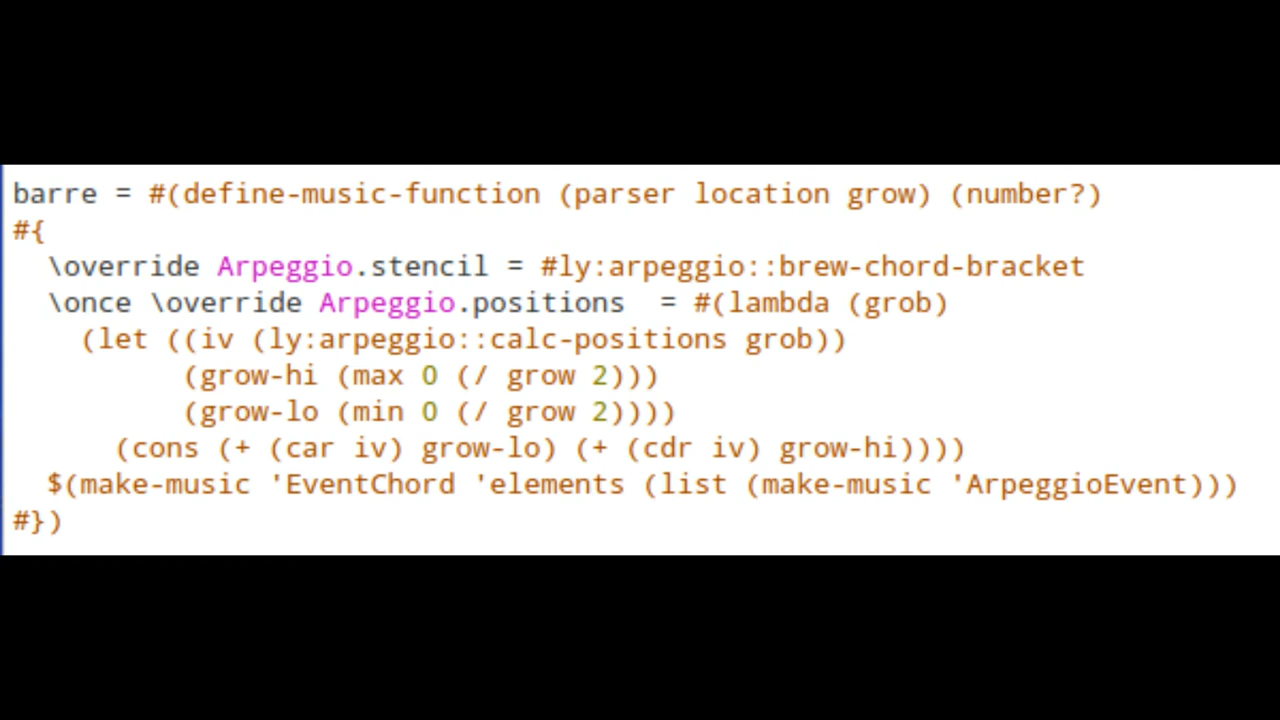 barre = #(define-music-function (parser location grow) (number?)
#{
  \override Arpeggio.stencil = #ly:arpeggio::brew-chord-bracket
  \once \override Arpeggio.positions  = #(lambda (grob)
    (let ((iv (ly:arpeggio::calc-positions grob))
          (grow-hi (max 0 (/ grow 2)))
          (grow-lo (min 0 (/ grow 2))))
      (cons (+ (car iv) grow-lo) (+ (cdr iv) grow-hi))))
  $(make-music 'EventChord 'elements (list (make-music 'ArpeggioEvent)))
#})